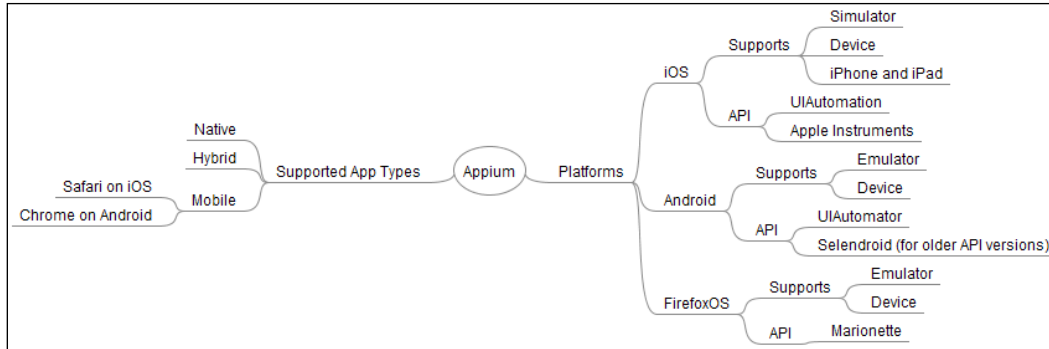 Appium
Supported App Types
Native
Hybrid
Mobile
Safari on iOS
Chrome on Android
Platforms
iOS
Supports
Simulator
Device
iPhone and iPad
API
UIAutomation
Apple Instruments
Android
Supports
Emulator
Device
API
UIAutomator
Selendroid (for older API versions)
FirefoxOS
Supports
Emulator
Device
API
Marionette